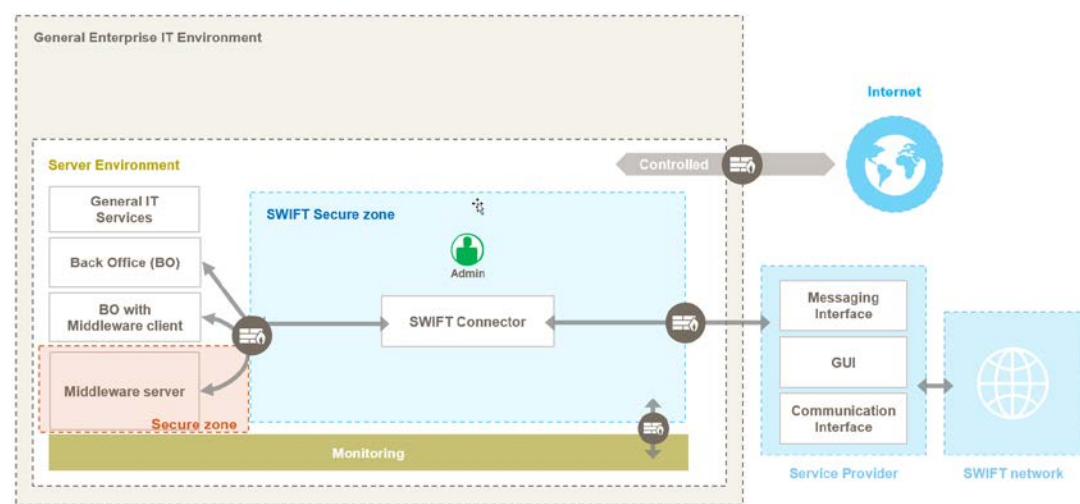 General Enterprise IT Environment
Internet
Server Environment
Controlled
General IT
Services
SWIFT Secure zone
Back Office (BO)
Admin
BO with
Middleware client
SWIFT Connector
Messaging
Interface
GUI
Middleware server
Secure zone
Communication
Interface
Monitoring
Service Provider
SWIFT network